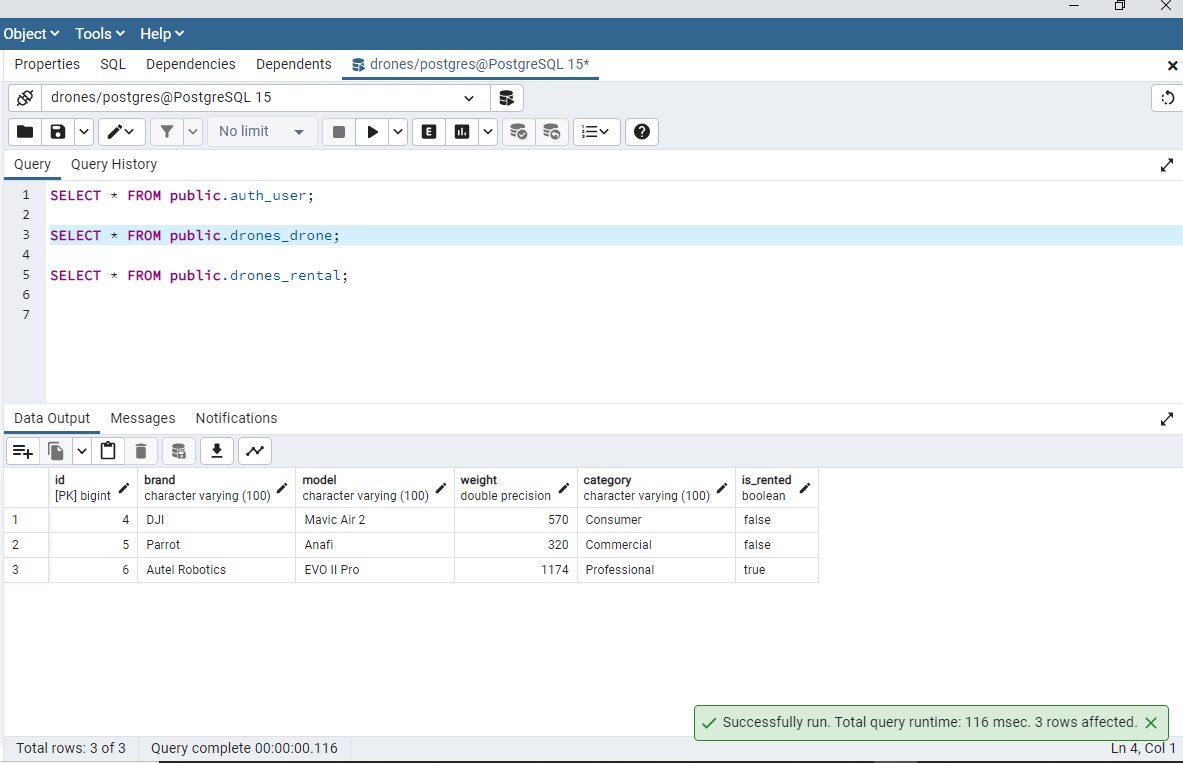 Object Tools Help
Properties SQL Dependencies Dependents drones/postgres@PostgreSQL 15*
drones/postgres@PostgreSQL 15
No limit E
Query Query History
1 SELECT * FROM public.auth_user;
2
3 SELECT * FROM public.drones_drone;
4
5 SELECT * FROM public.drones_rental;
6
7
Data Output Messages Notifications
id brand model weight category is_rented
[PK] bigint character varying (100) character varying (100) double precision character varying (100) boolean
1 4 DJI Mavic Air 2 570 Consumer false
2 5 Parrot Anafi 320 Commercial false
3 6 Autel Robotics EVO II Pro 1174 Professional true
Successfully run. Total query runtime: 116 msec. 3 rows affected.
Total rows: 3 of 3 Query complete 00:00:00.116 Ln 4, Col 1